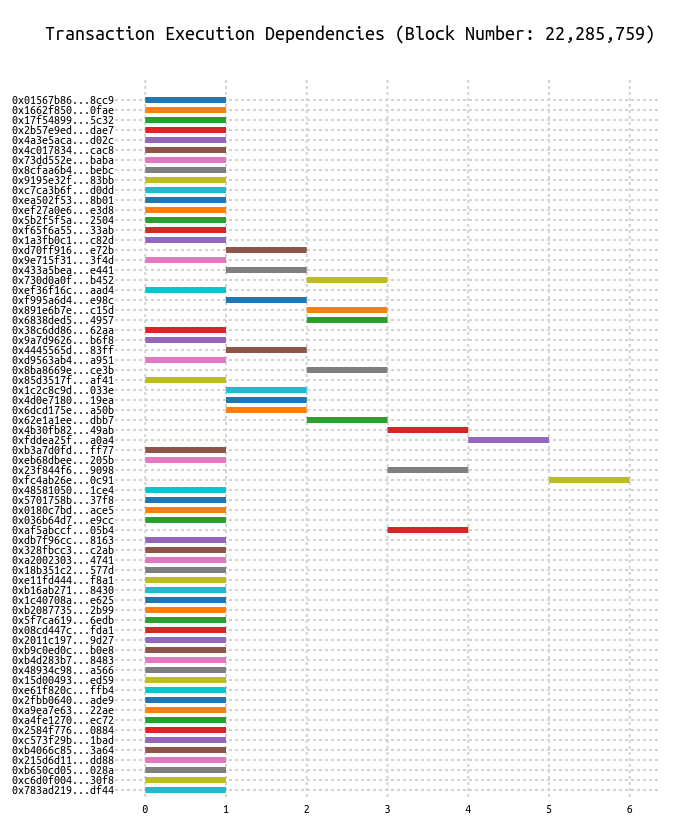 Transaction Execution Dependencies (Block Number: 22,285,759)
0x01567b86...8cc9
0x1662f850...0fae
0x17f54899...5c32
0x2b57e9ed...dae7
0x4a3e5aca...d02c
0x4c017834...cac8
0x73dd552e...baba
0x8cfaa6b4...bebc
0x9195e32f...83bb
0xc7ca3b6f...d0dd
0xea502f53...8b01
0xef27a0e6...e3d8
0x5b2f5f5a...2504
0xf65f6a55...33ab
0x1a3fb0c1...c82d
0xd70ff916...e72b
0x9e715f31...3f4d
0x433a5bea...e441
0x730d0a0f...b452
0xef36f16c...aad4
0xf995a6d4...e98c
0x891e6b7e...c15d
0x6838ded5...4957
0x38c6dd86...62aa
0x9a7d9626...b6f8
0x4445565d...83ff
0xd9563ab4...a951
0x8ba8669e...ce3b
0x85d3517f...af41
0x1c2c8c9d...033e
0x4d0e7180...19ea
0x6dcd175e...a50b
0x62e1a1ee...dbb7
0x4b30fb82...49ab
0xfddea25f...a0a4
0xb3a7d0fd...ff77
0xeb68dbee...205b
0x23f844f6...9098
0xfc4ab26e...0c91
0x48581050...1ce4
0x5701758b...37f8
0x0180c7bd...ace5
0x036b64d7...e9cc
0xaf5abccf...05b4
0xdb7f96cc...8163
0x328fbcc3...c2ab
0xa2002303...4741
0x18b351c2...577d
0xe11fd444...f8a1
0xb16ab271...8430
0x1c40708a...e625
0xb2087735...2b99
0x5f7ca619...6edb
0x08cd447c...fda1
0x2011c197...9d27
0xb9c0ed0c...b0e8
0xb4d283b7...8483
0x48934c98...a566
0x15d00493...ed59
0xe61f820c...ffb4
0x2fbb0640...ade9
0xa9ea7e63...22ae
0xa4fe1270...ec72
0x2584f776...0884
0xc573f29b...1bad
0xb4066c85...3a64
0x215d6d11...dd88
0xb650cd05...028a
0xc6d0f004...30f8
0x783ad219...df44
0 1 2 3 4 5 6